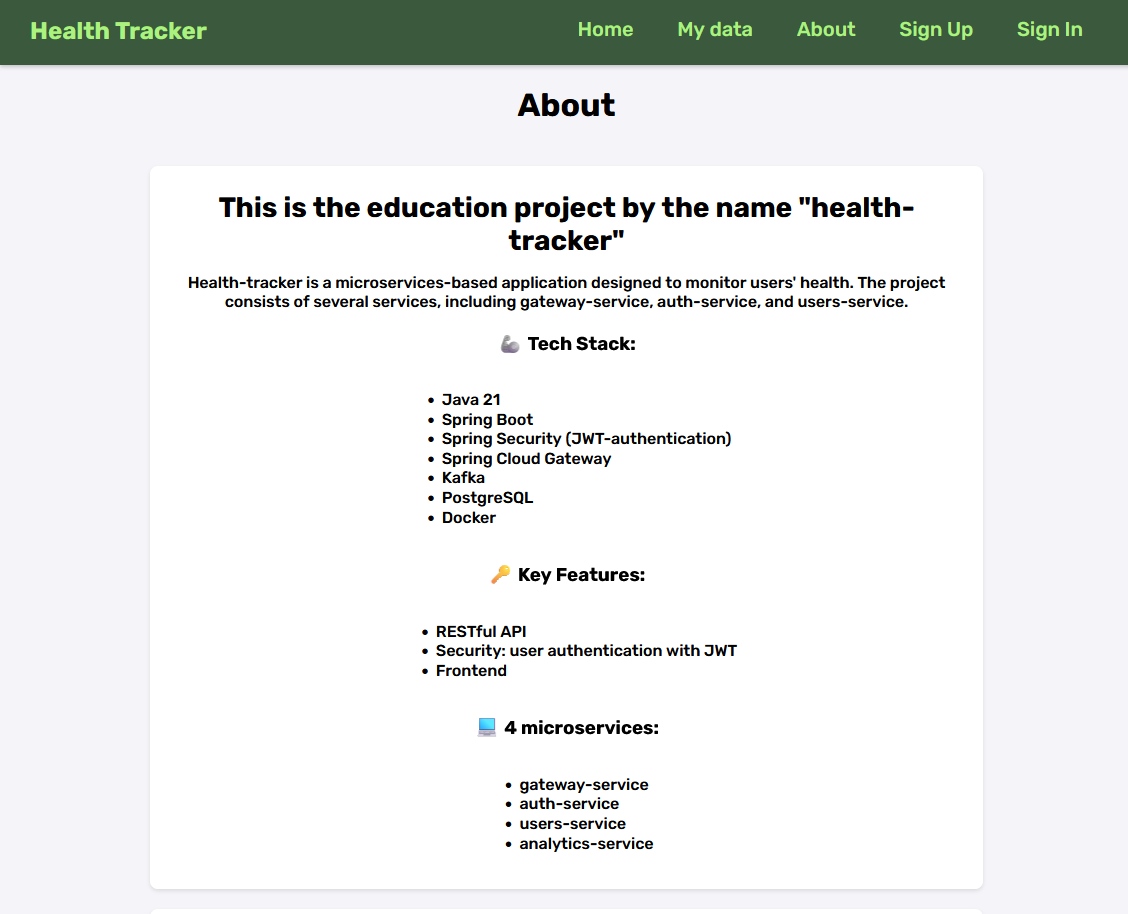 Health Tracker
Home
My data
About
Sign Up
Sign In
About
This is the education project by the name "health-
tracker"
Health-tracker is a microservices-based application designed to monitor users' health. The project
consists of several services, including gateway-service, auth-service, and users-service.
🦾 Tech Stack:
• Java 21
• Spring Boot
• Spring Security (JWT-authentication)
• Spring Cloud Gateway
• Kafka
• PostgreSQL
• Docker
🔑 Key Features:
• RESTful API
• Security: user authentication with JWT
• Frontend
💻 4 microservices:
• gateway-service
• auth-service
• users-service
• analytics-service